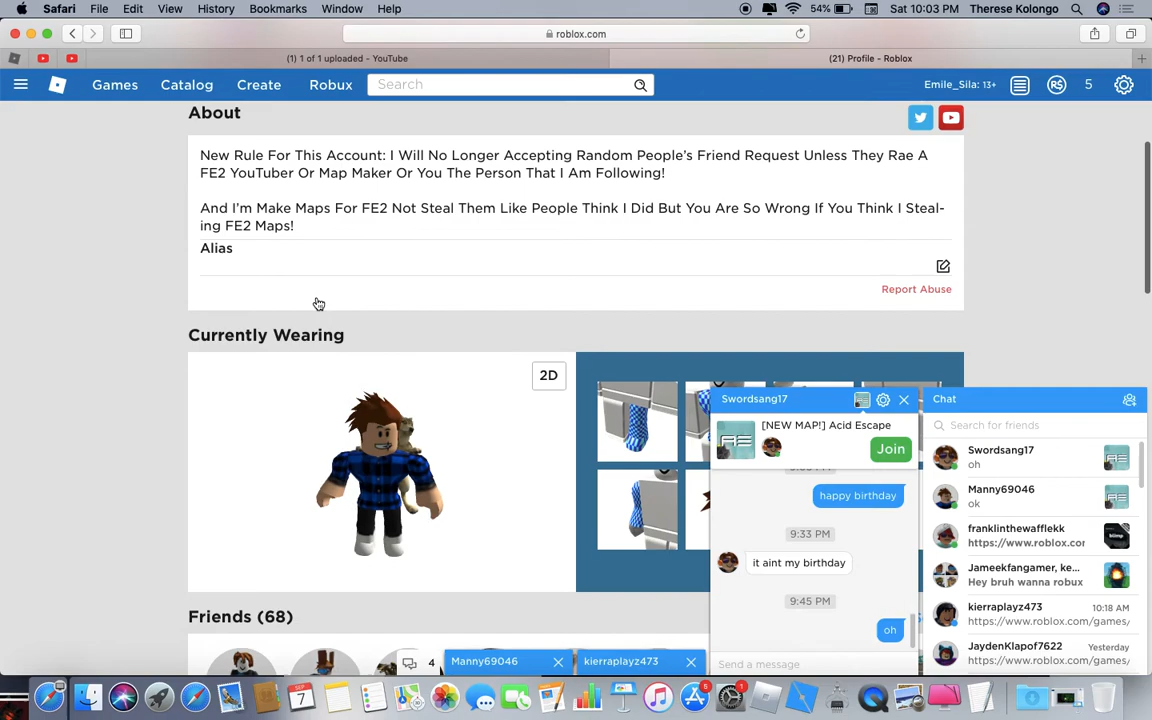 Safari File Edit View History Bookmarks Window Help 54% Sat 10:03 PM Therese Kolongo
roblox.com
(1) 1 of 1 uploaded - YouTube (21) Profile - Roblox
Games Catalog Create Robux Search Emile_Sila: 13+ 5
About
New Rule For This Account: I Will No Longer Accepting Random People's Friend Request Unless They Rae A
FE2 YouTuber Or Map Maker Or You The Person That I Am Following!
And I'm Make Maps For FE2 Not Steal Them Like People Think I Did But You Are So Wrong If You Think I Steal-
ing FE2 Maps!
Alias
Report Abuse
Currently Wearing
2D
Friends (68)
Swordsang17
[NEW MAP!] Acid Escape
Join
happy birthday
9:33 PM
it aint my birthday
9:45 PM
oh
Send a message
4 Manny69046 kierraplayz473
Chat
Search for friends
Swordsang17
oh
Manny69046
ok
franklinthewafflekk
https://www.roblox.cor
Jameekfangamer, ke...
Hey bruh wanna robux
kierraplayz473 10:18 AM
https://www.roblox.com/games/
JaydenKlapof7622 Yesterday
https://www.roblox.com/games/